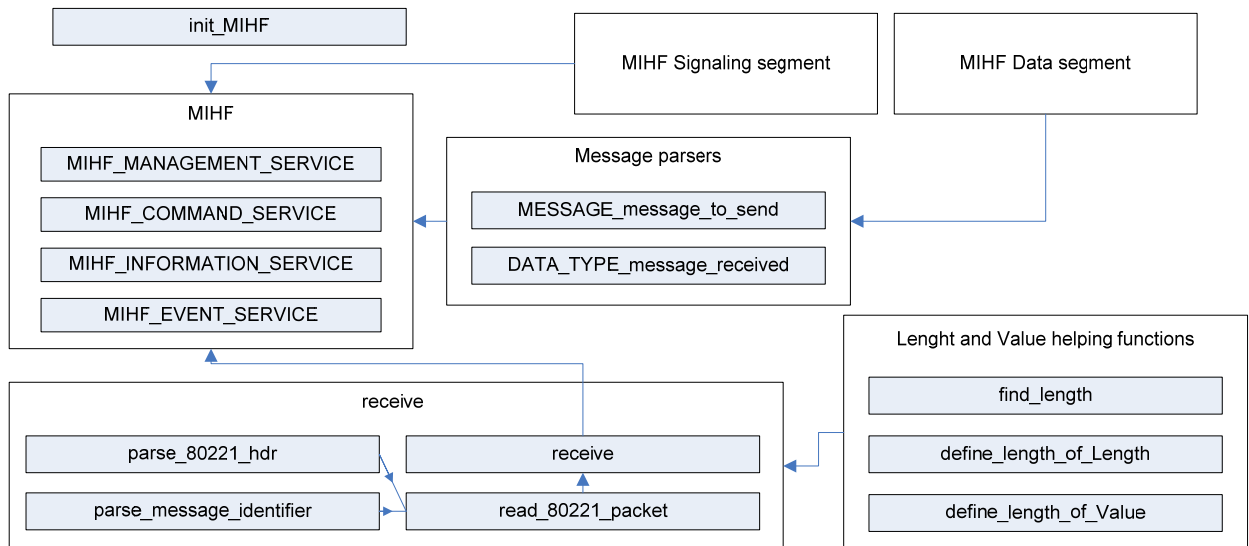 init_MIHF
MIHF Signaling segment
MIHF Data segment
MIHF
MIHF_MANAGEMENT_SERVICE
MIHF_COMMAND_SERVICE
MIHF_INFORMATION_SERVICE
MIHF_EVENT_SERVICE
Message parsers
MESSAGE_message_to_send
DATA_TYPE_message_received
Lenght and Value helping functions
find_length
define_length_of_Length
define_length_of_Value
receive
parse_80221_hdr
receive
parse_message_identifier
read_80221_packet